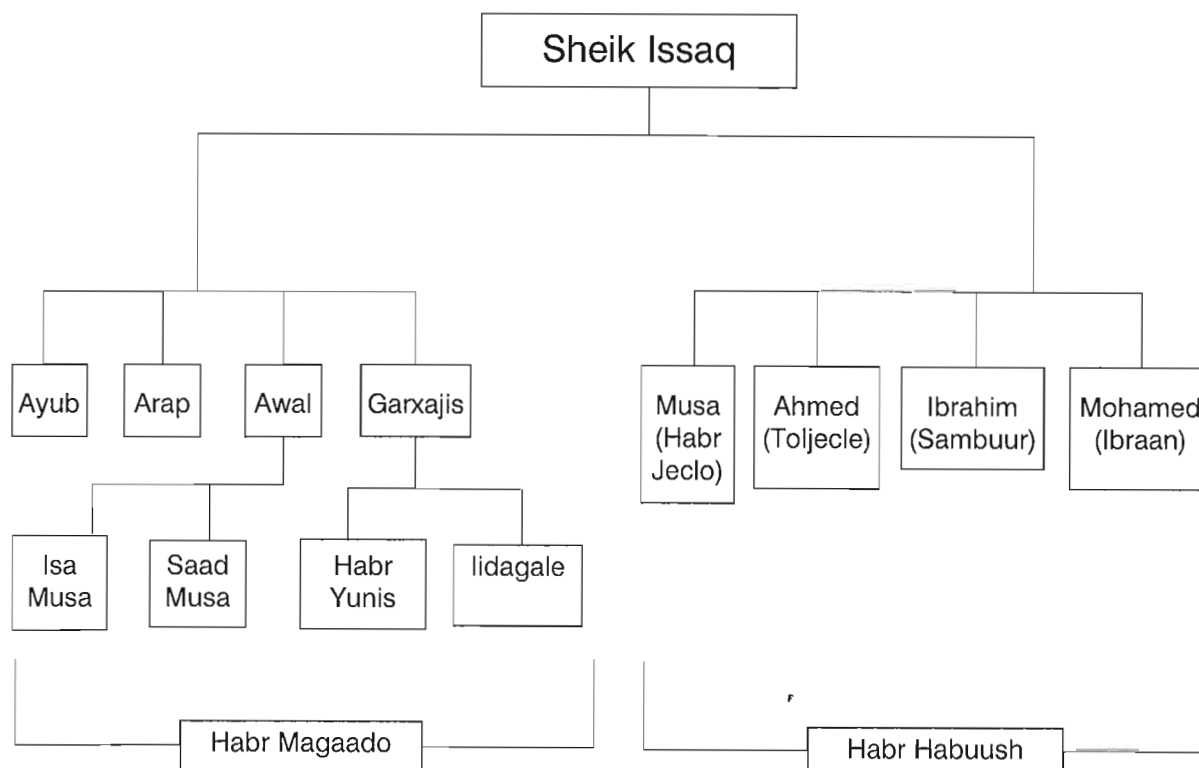 Sheik Issaq
Ayub
Arap
Awal
Garxajis
Musa
(Habr
Jeclo)
Ahmed
(Toljecle)
Ibrahim
(Sambuur)
Mohamed
(Ibraan)
Isa
Musa
Saad
Musa
Habr
Yunis
Iidagale
Habr Magaado
Habr Habuush